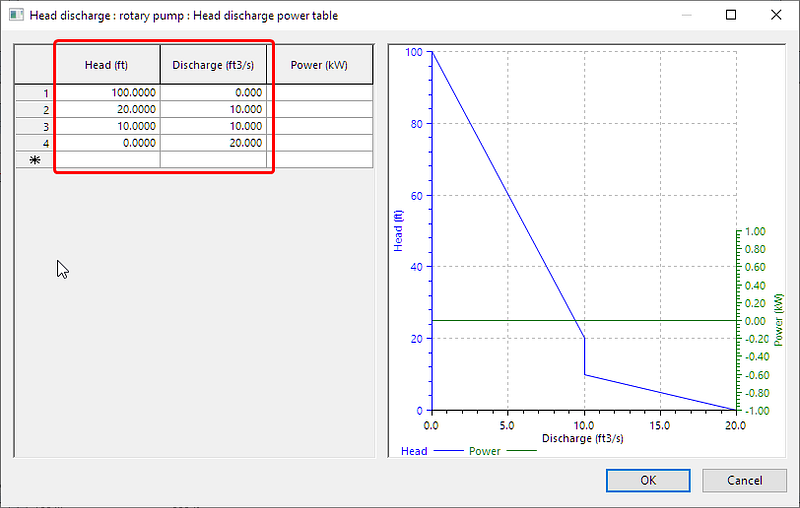 Head discharge : rotary pump : Head discharge power table
Head (ft) Discharge (ft3/s) Power (kW)
1 100.0000 0.000
2 20.0000 10.000
3 10.0000 10.000
4 0.0000 20.000
*
100
80
60
40
20
0
Head (ft)
1.00
0.80
0.60
0.40
0.20
0.00
-0.20
-0.40
-0.60
-0.80
-1.00
Power (kW)
0.0 5.0 10.0 15.0 20.0
Discharge (ft3/s)
Head Power
OK Cancel